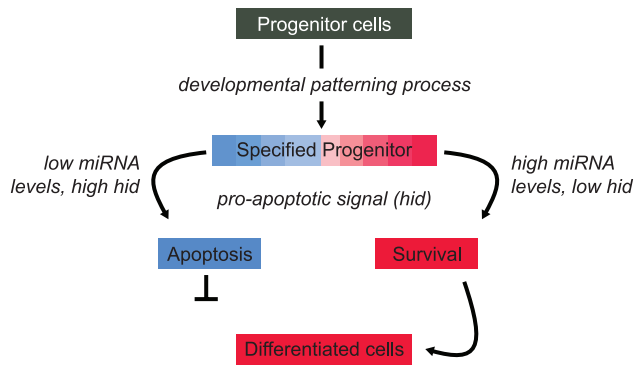 Progenitor cells
developmental patterning process
Specified Progenitor
low miRNA
levels, high hid
high miRNA
levels, low hid
pro-apoptotic signal (hid)
Apoptosis
Survival
Differentiated cells